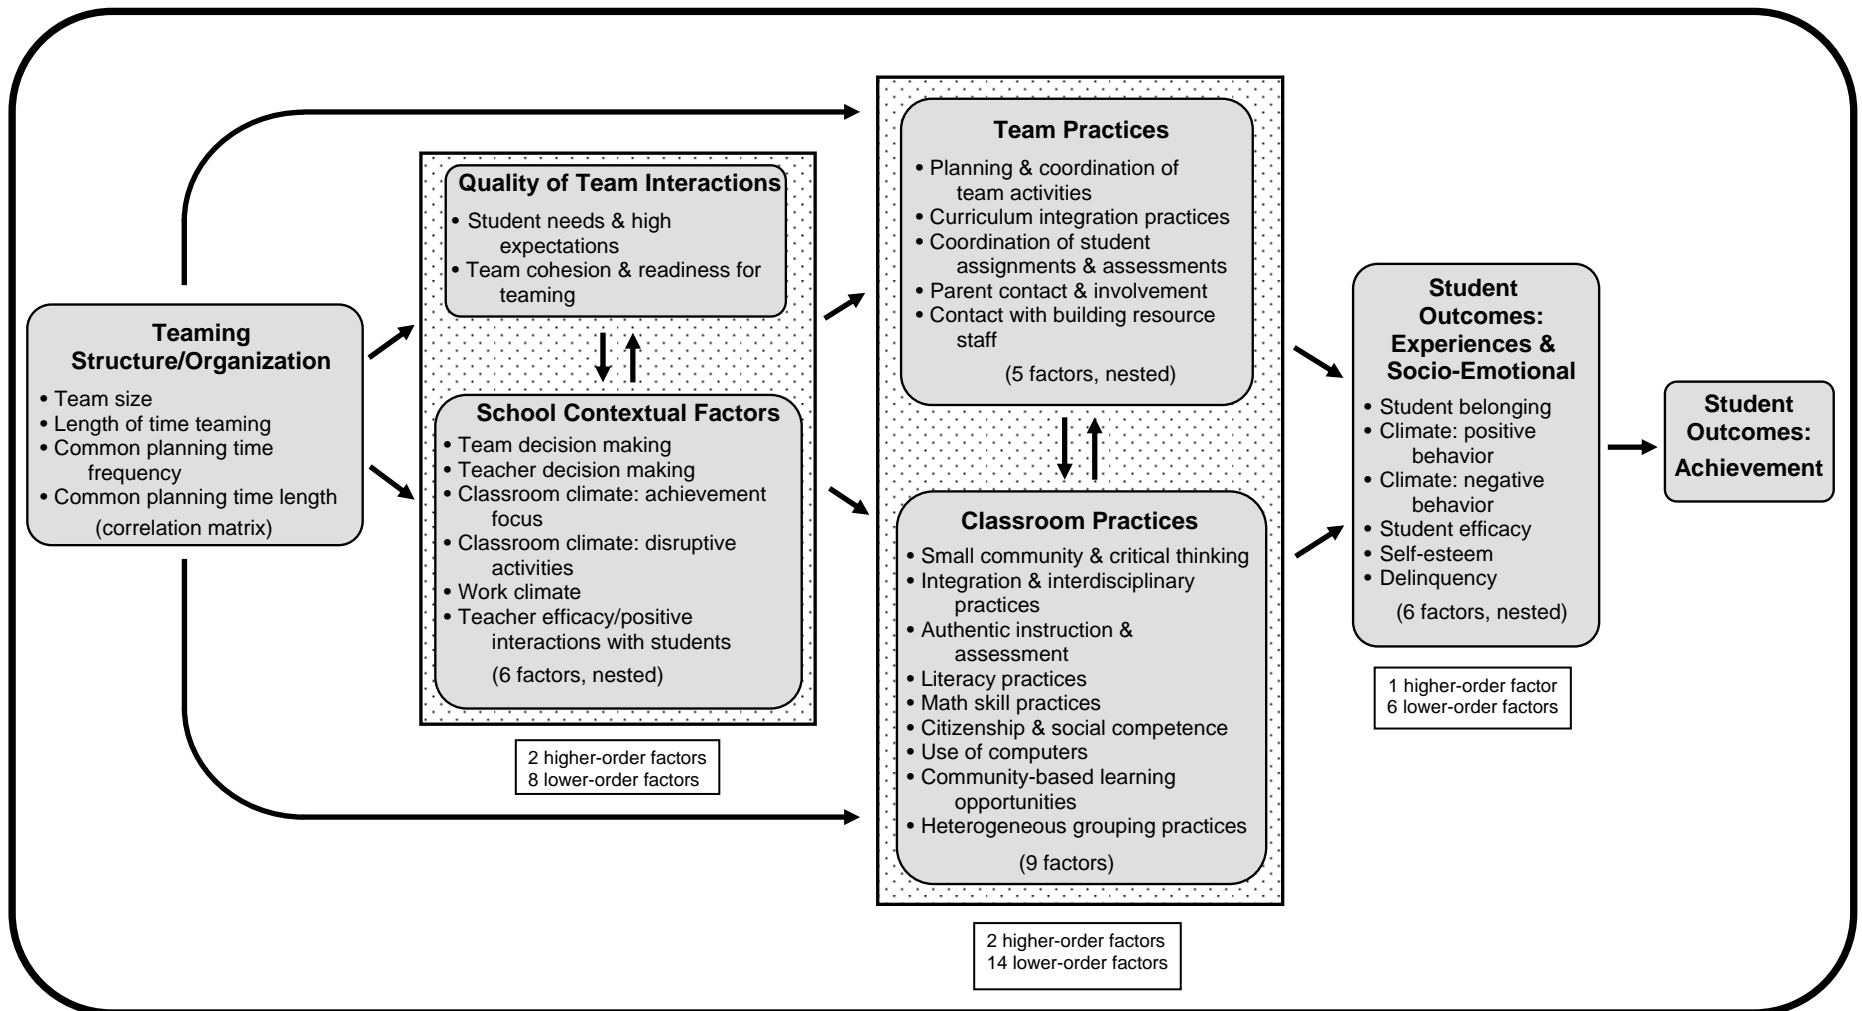 Teaming
Structure/Organization
• Team size
• Length of time teaming
• Common planning time
frequency
• Common planning time length
(correlation matrix)
Quality of Team Interactions
• Student needs & high
expectations
• Team cohesion & readiness for
teaming
School Contextual Factors
• Team decision making
• Teacher decision making
• Classroom climate: achievement
focus
• Classroom climate: disruptive
activities
• Work climate
• Teacher efficacy/positive
interactions with students
(6 factors, nested)
2 higher-order factors
8 lower-order factors
Team Practices
• Planning & coordination of
team activities
• Curriculum integration practices
• Coordination of student
assignments & assessments
• Parent contact & involvement
• Contact with building resource
staff
(5 factors, nested)
Classroom Practices
• Small community & critical thinking
• Integration & interdisciplinary
practices
• Authentic instruction &
assessment
• Literacy practices
• Math skill practices
• Citizenship & social competence
• Use of computers
• Community-based learning
opportunities
• Heterogeneous grouping practices
(9 factors)
2 higher-order factors
14 lower-order factors
Student
Outcomes:
Experiences &
Socio-Emotional
• Student belonging
• Climate: positive
behavior
• Climate: negative
behavior
• Student efficacy
• Self-esteem
• Delinquency
(6 factors, nested)
1 higher-order factor
6 lower-order factors
Student
Outcomes:
Achievement